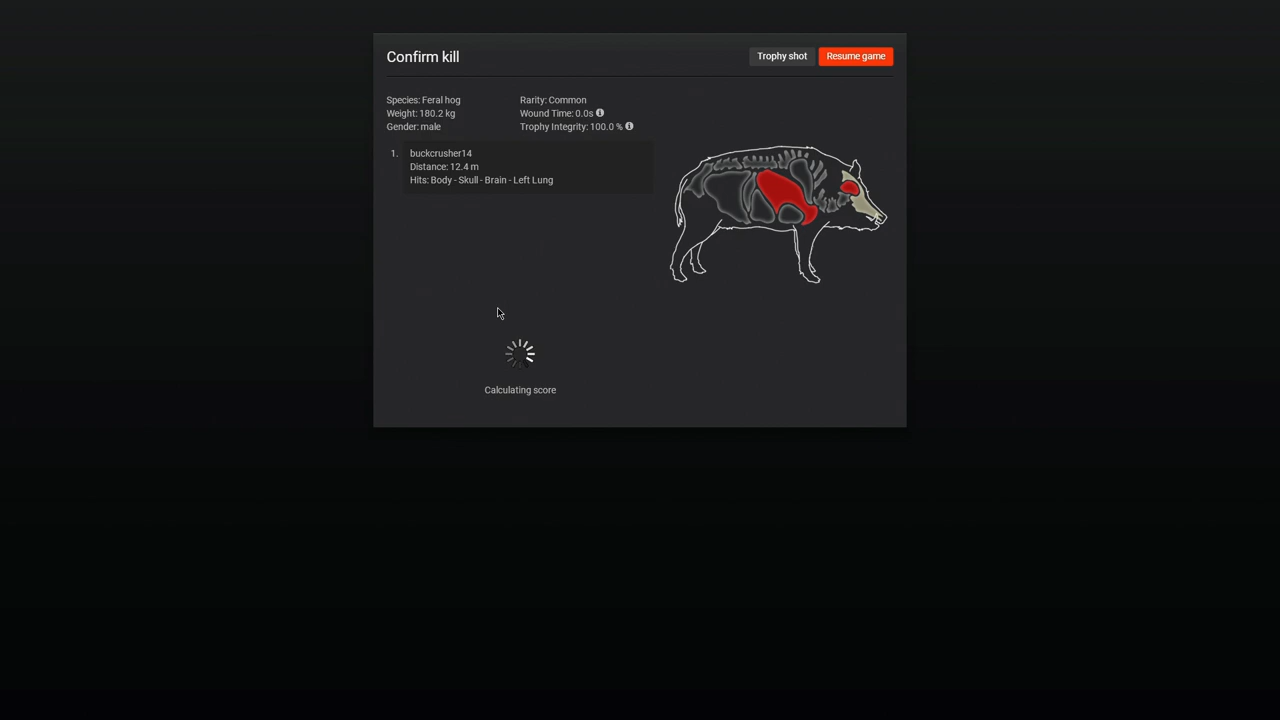 Confirm kill
Trophy shot
Resume game
Species: Feral hog
Rarity: Common
Weight: 180.2 kg
Wound Time: 0.0s
Gender: male
Trophy Integrity: 100.0 %
1.
buckcrusher14
Distance: 12.4 m
Hits: Body - Skull - Brain - Left Lung
Calculating score